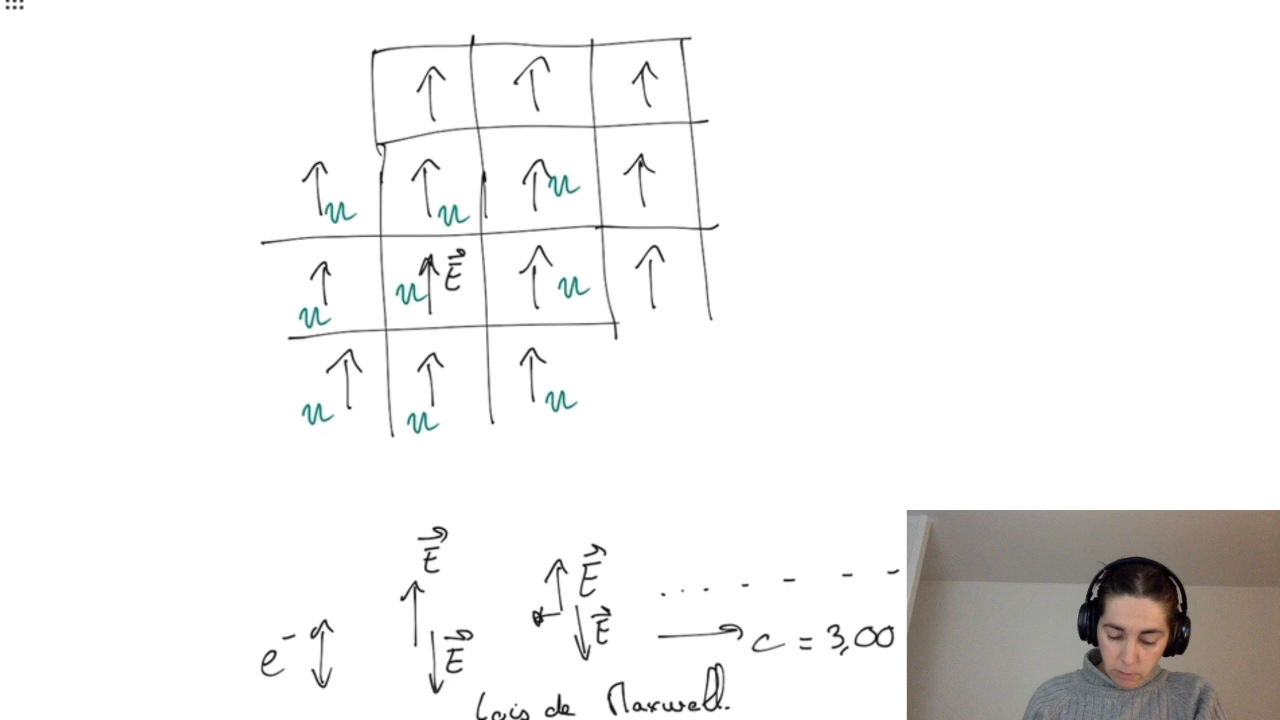 u u u
u u E⃗ u
u u u
E⃗ E⃗
e⁻ E⃗ E⃗ c = 3,00
Lois de Maxwell.